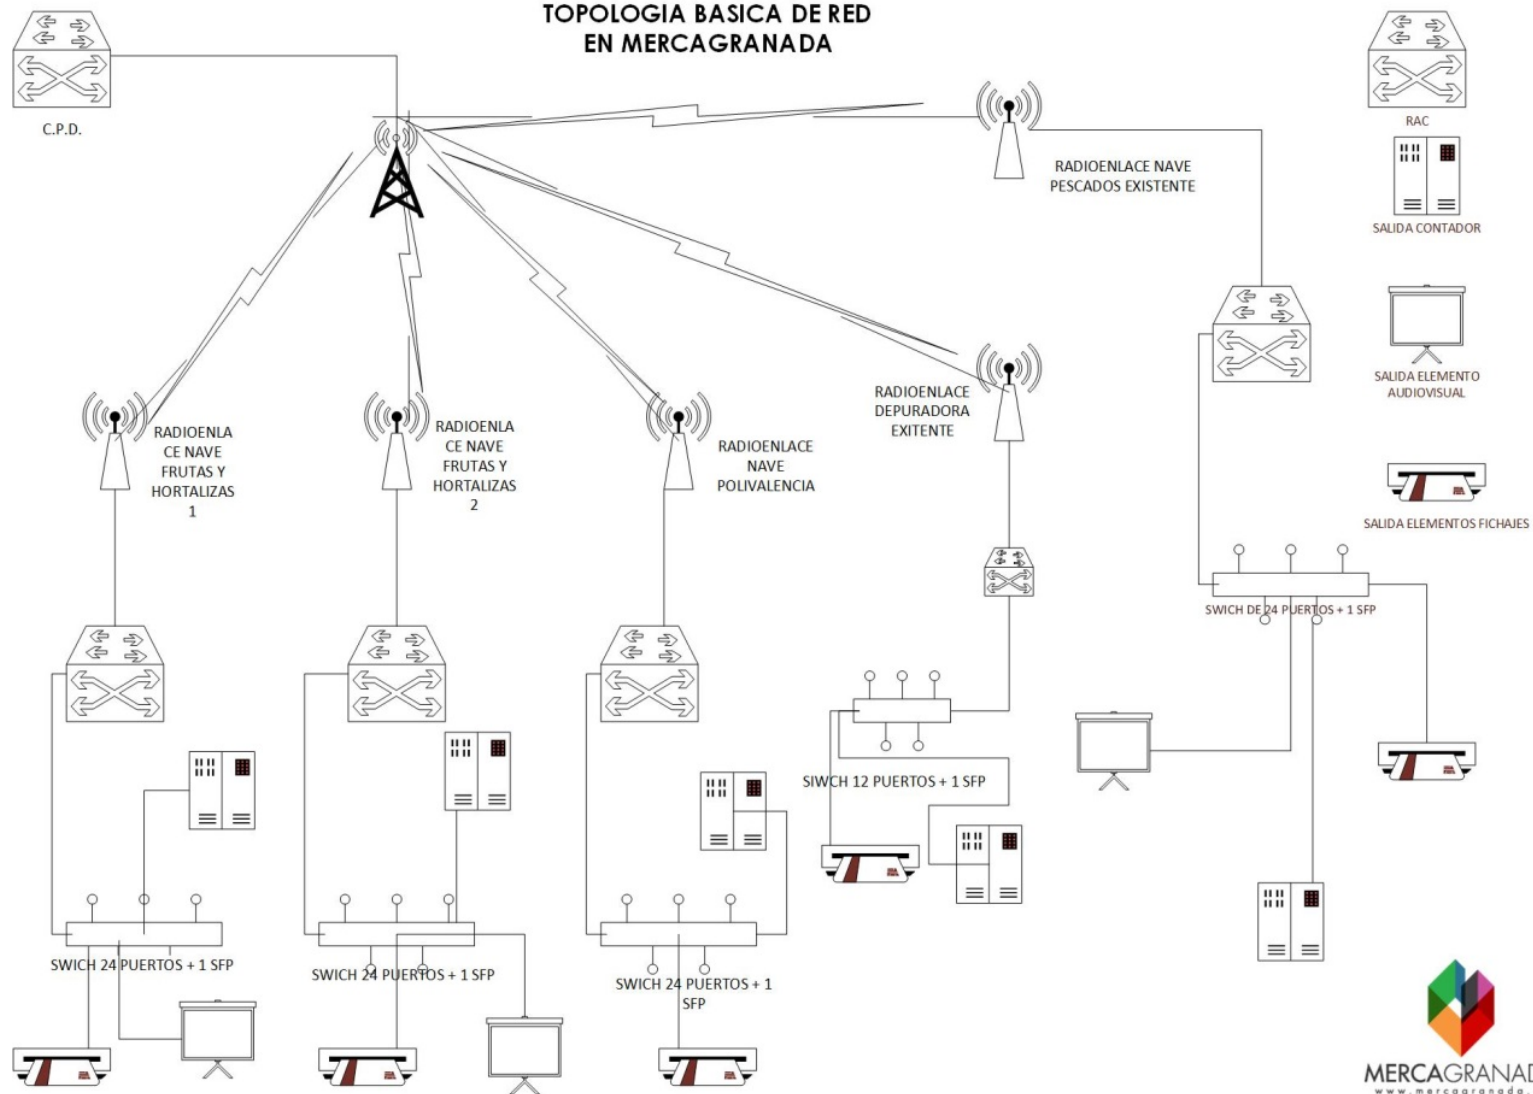 TOPOLOGIA BASICA DE RED
EN MERCAGRANADA
C.P.D.
RAC
RADIOENLACE NAVE
PESCADOS EXISTENTE
SALIDA CONTADOR
SALIDA ELEMENTO
AUDIOVISUAL
RADIOENLACE
DEPURADORA
EXITENTE
RADIOENLA
CE NAVE
FRUTAS Y
HORTALIZAS
1
RADIOENLA
CE NAVE
FRUTAS Y
HORTALIZAS
2
RADIOENLACE
NAVE
POLIVALENCIA
SALIDA ELEMENTOS FICHAJES
SWICH DE 24 PUERTOS + 1 SFP
SIWCH 12 PUERTOS + 1 SFP
SWICH 24 PUERTOS + 1 SFP
SWICH 24 PUERTOS + 1 SFP
SWICH 24 PUERTOS + 1
SFP
MERCAGRANAD
www.mercagranada.